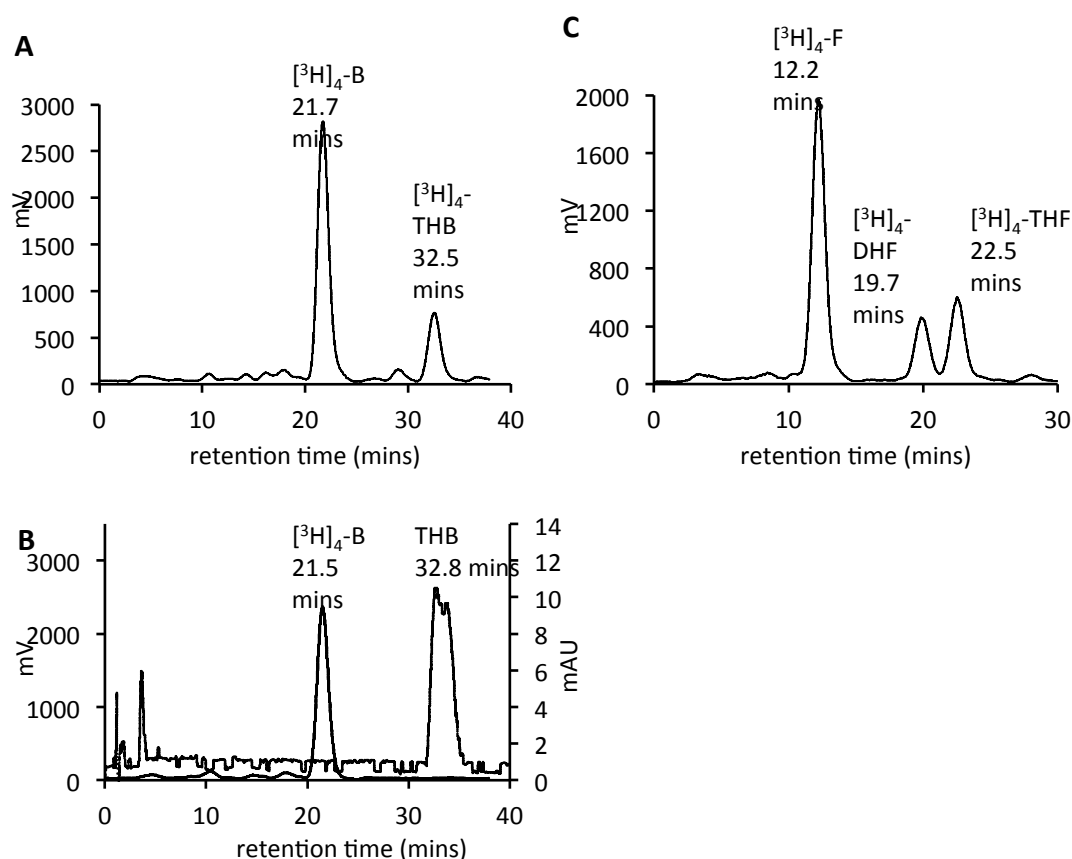 A
[³H]₄-B
21.7
mins
[³H]₄-
THB
32.5
mins
3000
2500
2000
1500
1000
500
0
mV
0 10 20 30 40
retention time (mins)
C
[³H]₄-F
12.2
mins
[³H]₄-
DHF
19.7
mins
[³H]₄-THF
22.5
mins
2000
1600
1200
800
400
0
mV
0 10 20 30
retention time (mins)
B
[³H]₄-B
21.5
mins
THB
32.8 mins
3000
2000
1000
0
mV
14
12
10
8
6
4
2
0
mAU
0 10 20 30 40
retention time (mins)